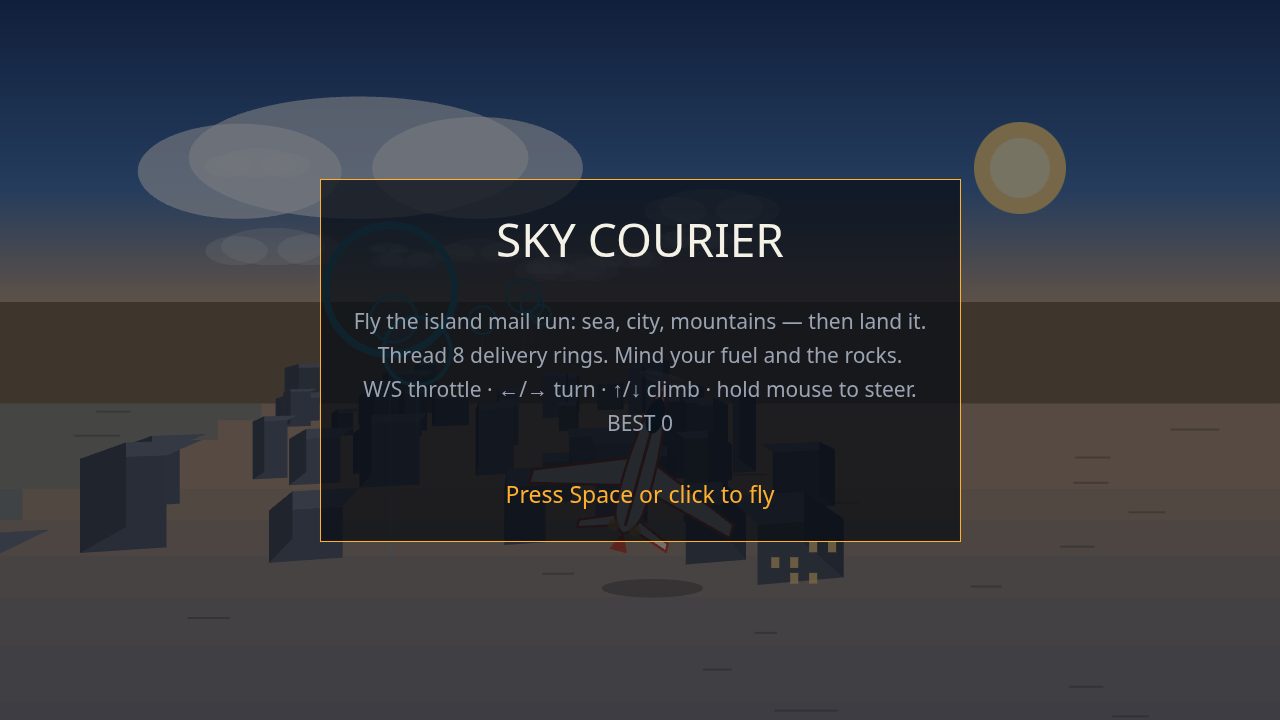 SKY COURIER
Fly the island mail run: sea, city, mountains — then land it.
Thread 8 delivery rings. Mind your fuel and the rocks.
W/S throttle · ←/→ turn · ↑/↓ climb · hold mouse to steer.
BEST 0
Press Space or click to fly